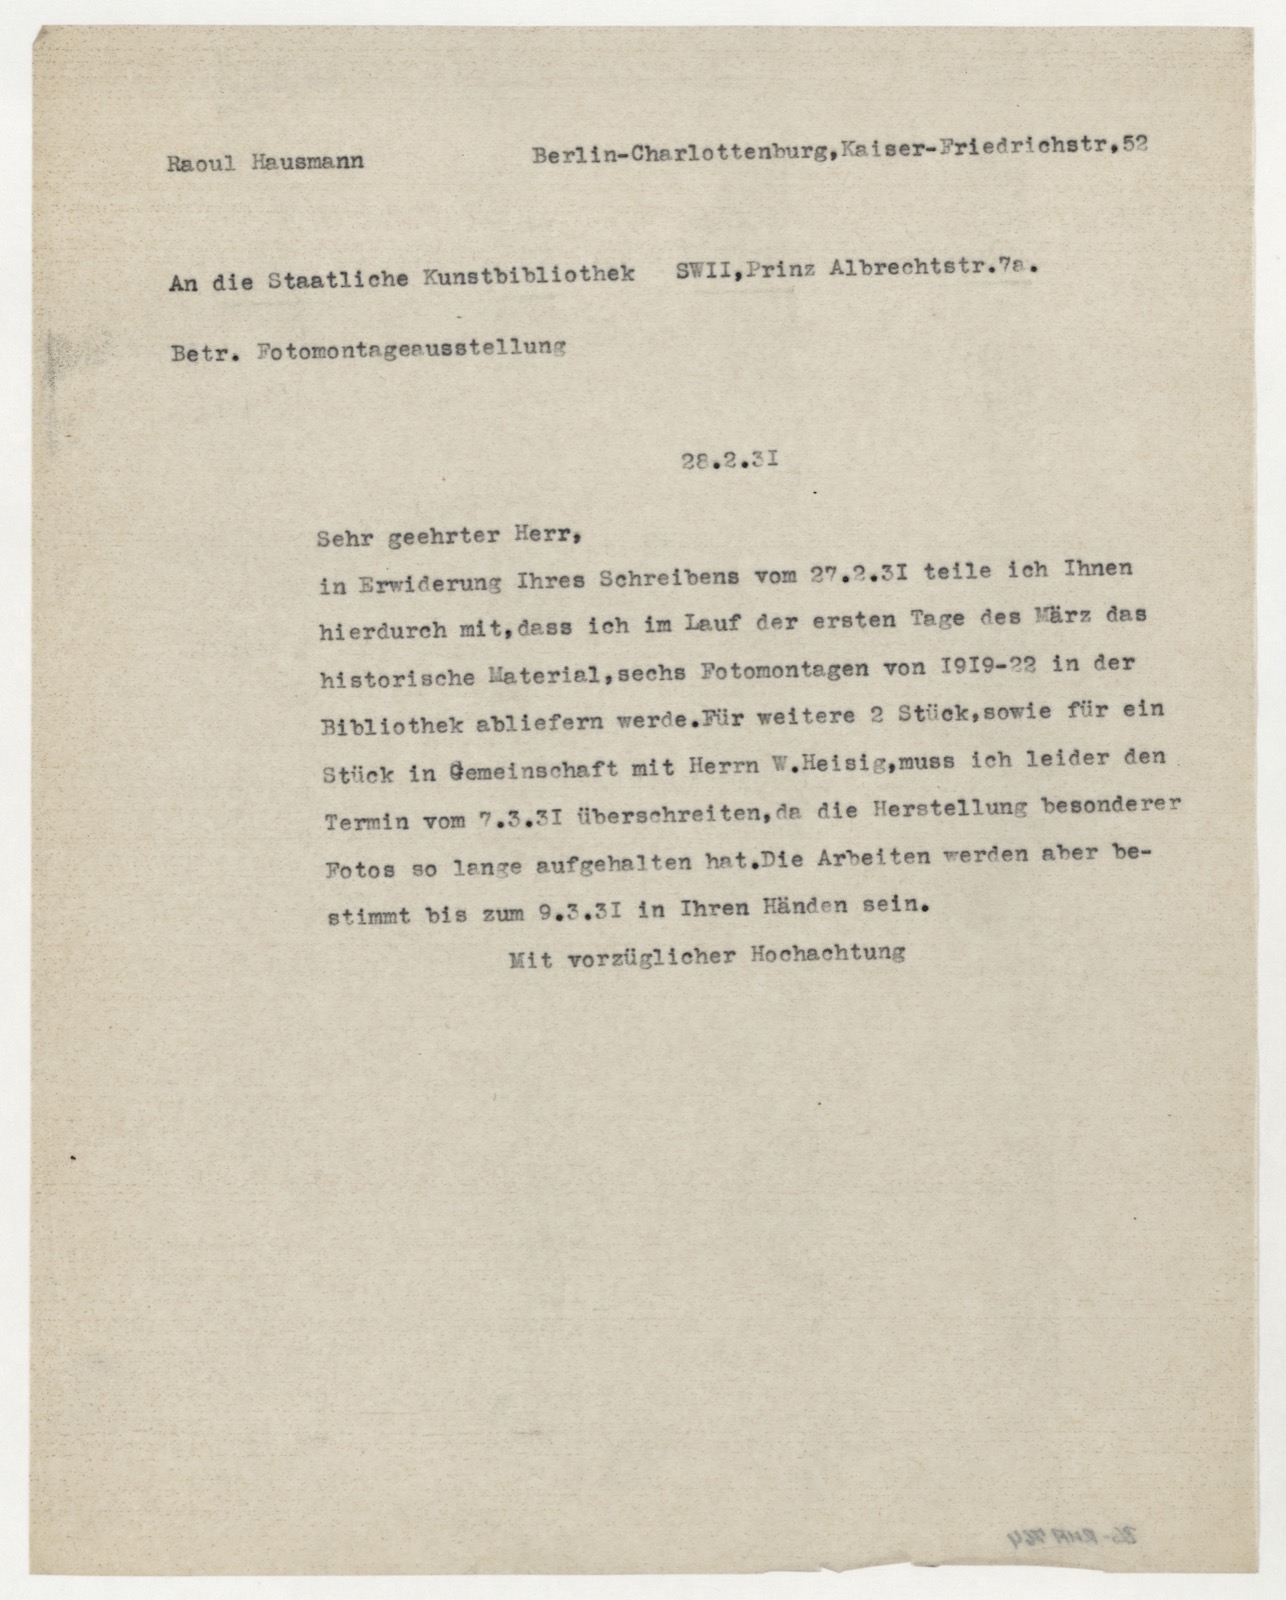 Raoul Hausmann Berlin-Charlottenburg,Kaiser-Friedrichstr.52
An die Staatliche Kunstbibliothek SWII,Prinz Albrechtstr.7a.
Betr. Fotomontageausstellung
28.2.3I
Sehr geehrter Herr,
in Erwiderung Ihres Schreibens vom 27.2.3I teile ich Ihnen
hierdurch mit,dass ich im Lauf der ersten Tage des März das
historische Material,sechs Fotomontagen von I9I9-22 in der
Bibliothek abliefern werde.Für weitere 2 Stück,sowie für ein
Stück in Gemeinschaft mit Herrn W.Heisig,muss ich leider den
Termin vom 7.3.3I überschreiten,da die Herstellung besonderer
Fotos so lange aufgehalten hat.Die Arbeiten werden aber be-
stimmt bis zum 9.3.3I in Ihren Händen sein.
Mit vorzüglicher Hochachtung